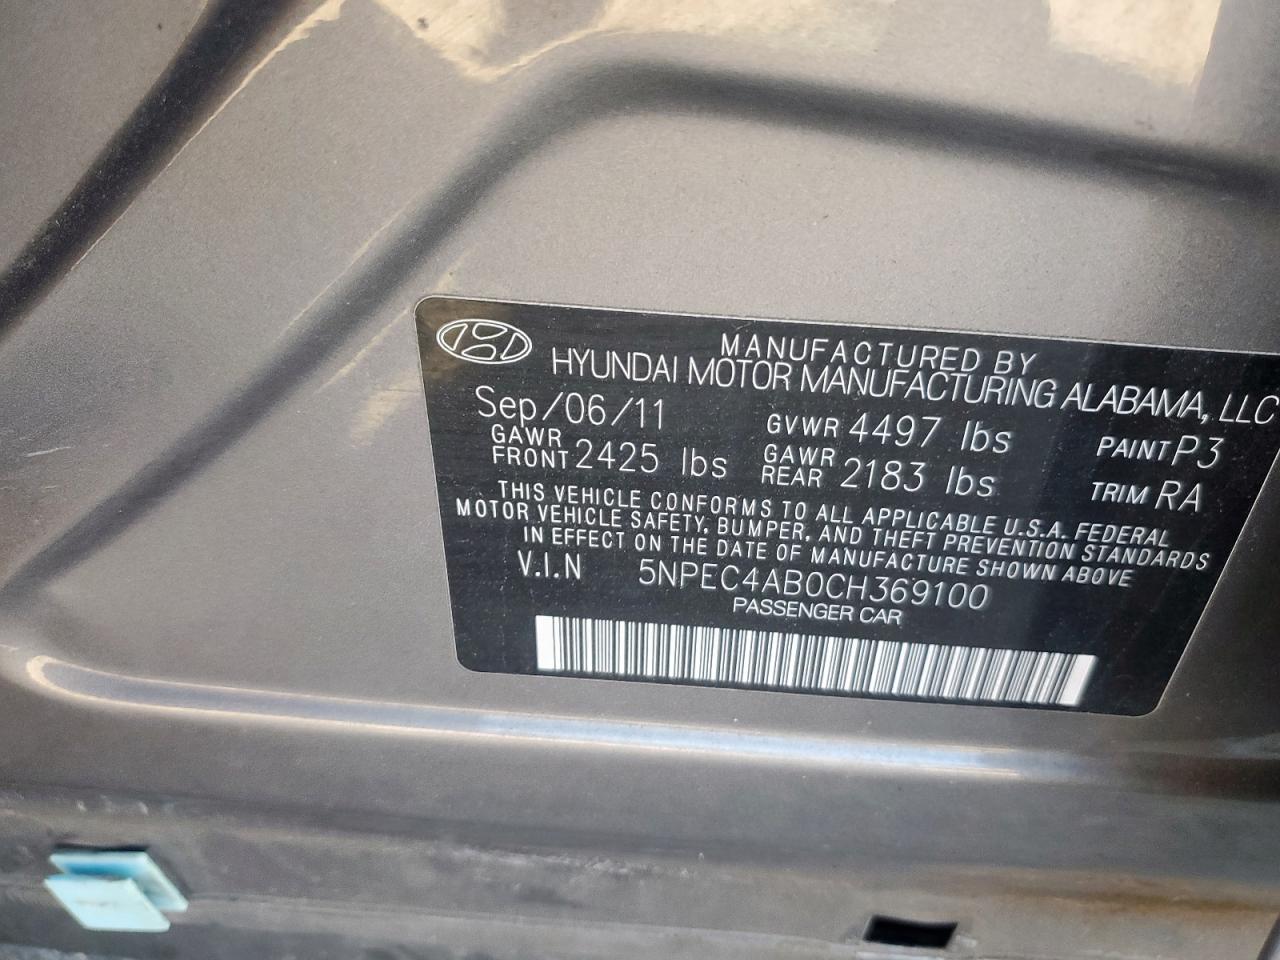 MANUFACTURED BY
HYUNDAI MOTOR MANUFACTURING ALABAMA, LLC
Sep/06/11 GVWR 4497 lbs PAINT P3
GAWR FRONT 2425 lbs GAWR REAR 2183 lbs TRIM RA
THIS VEHICLE CONFORMS TO ALL APPLICABLE U.S.A. FEDERAL
MOTOR VEHICLE SAFETY, BUMPER, AND THEFT PREVENTION STANDARDS
IN EFFECT ON THE DATE OF MANUFACTURE SHOWN ABOVE
V.I.N 5NPEC4AB0CH369100
PASSENGER CAR